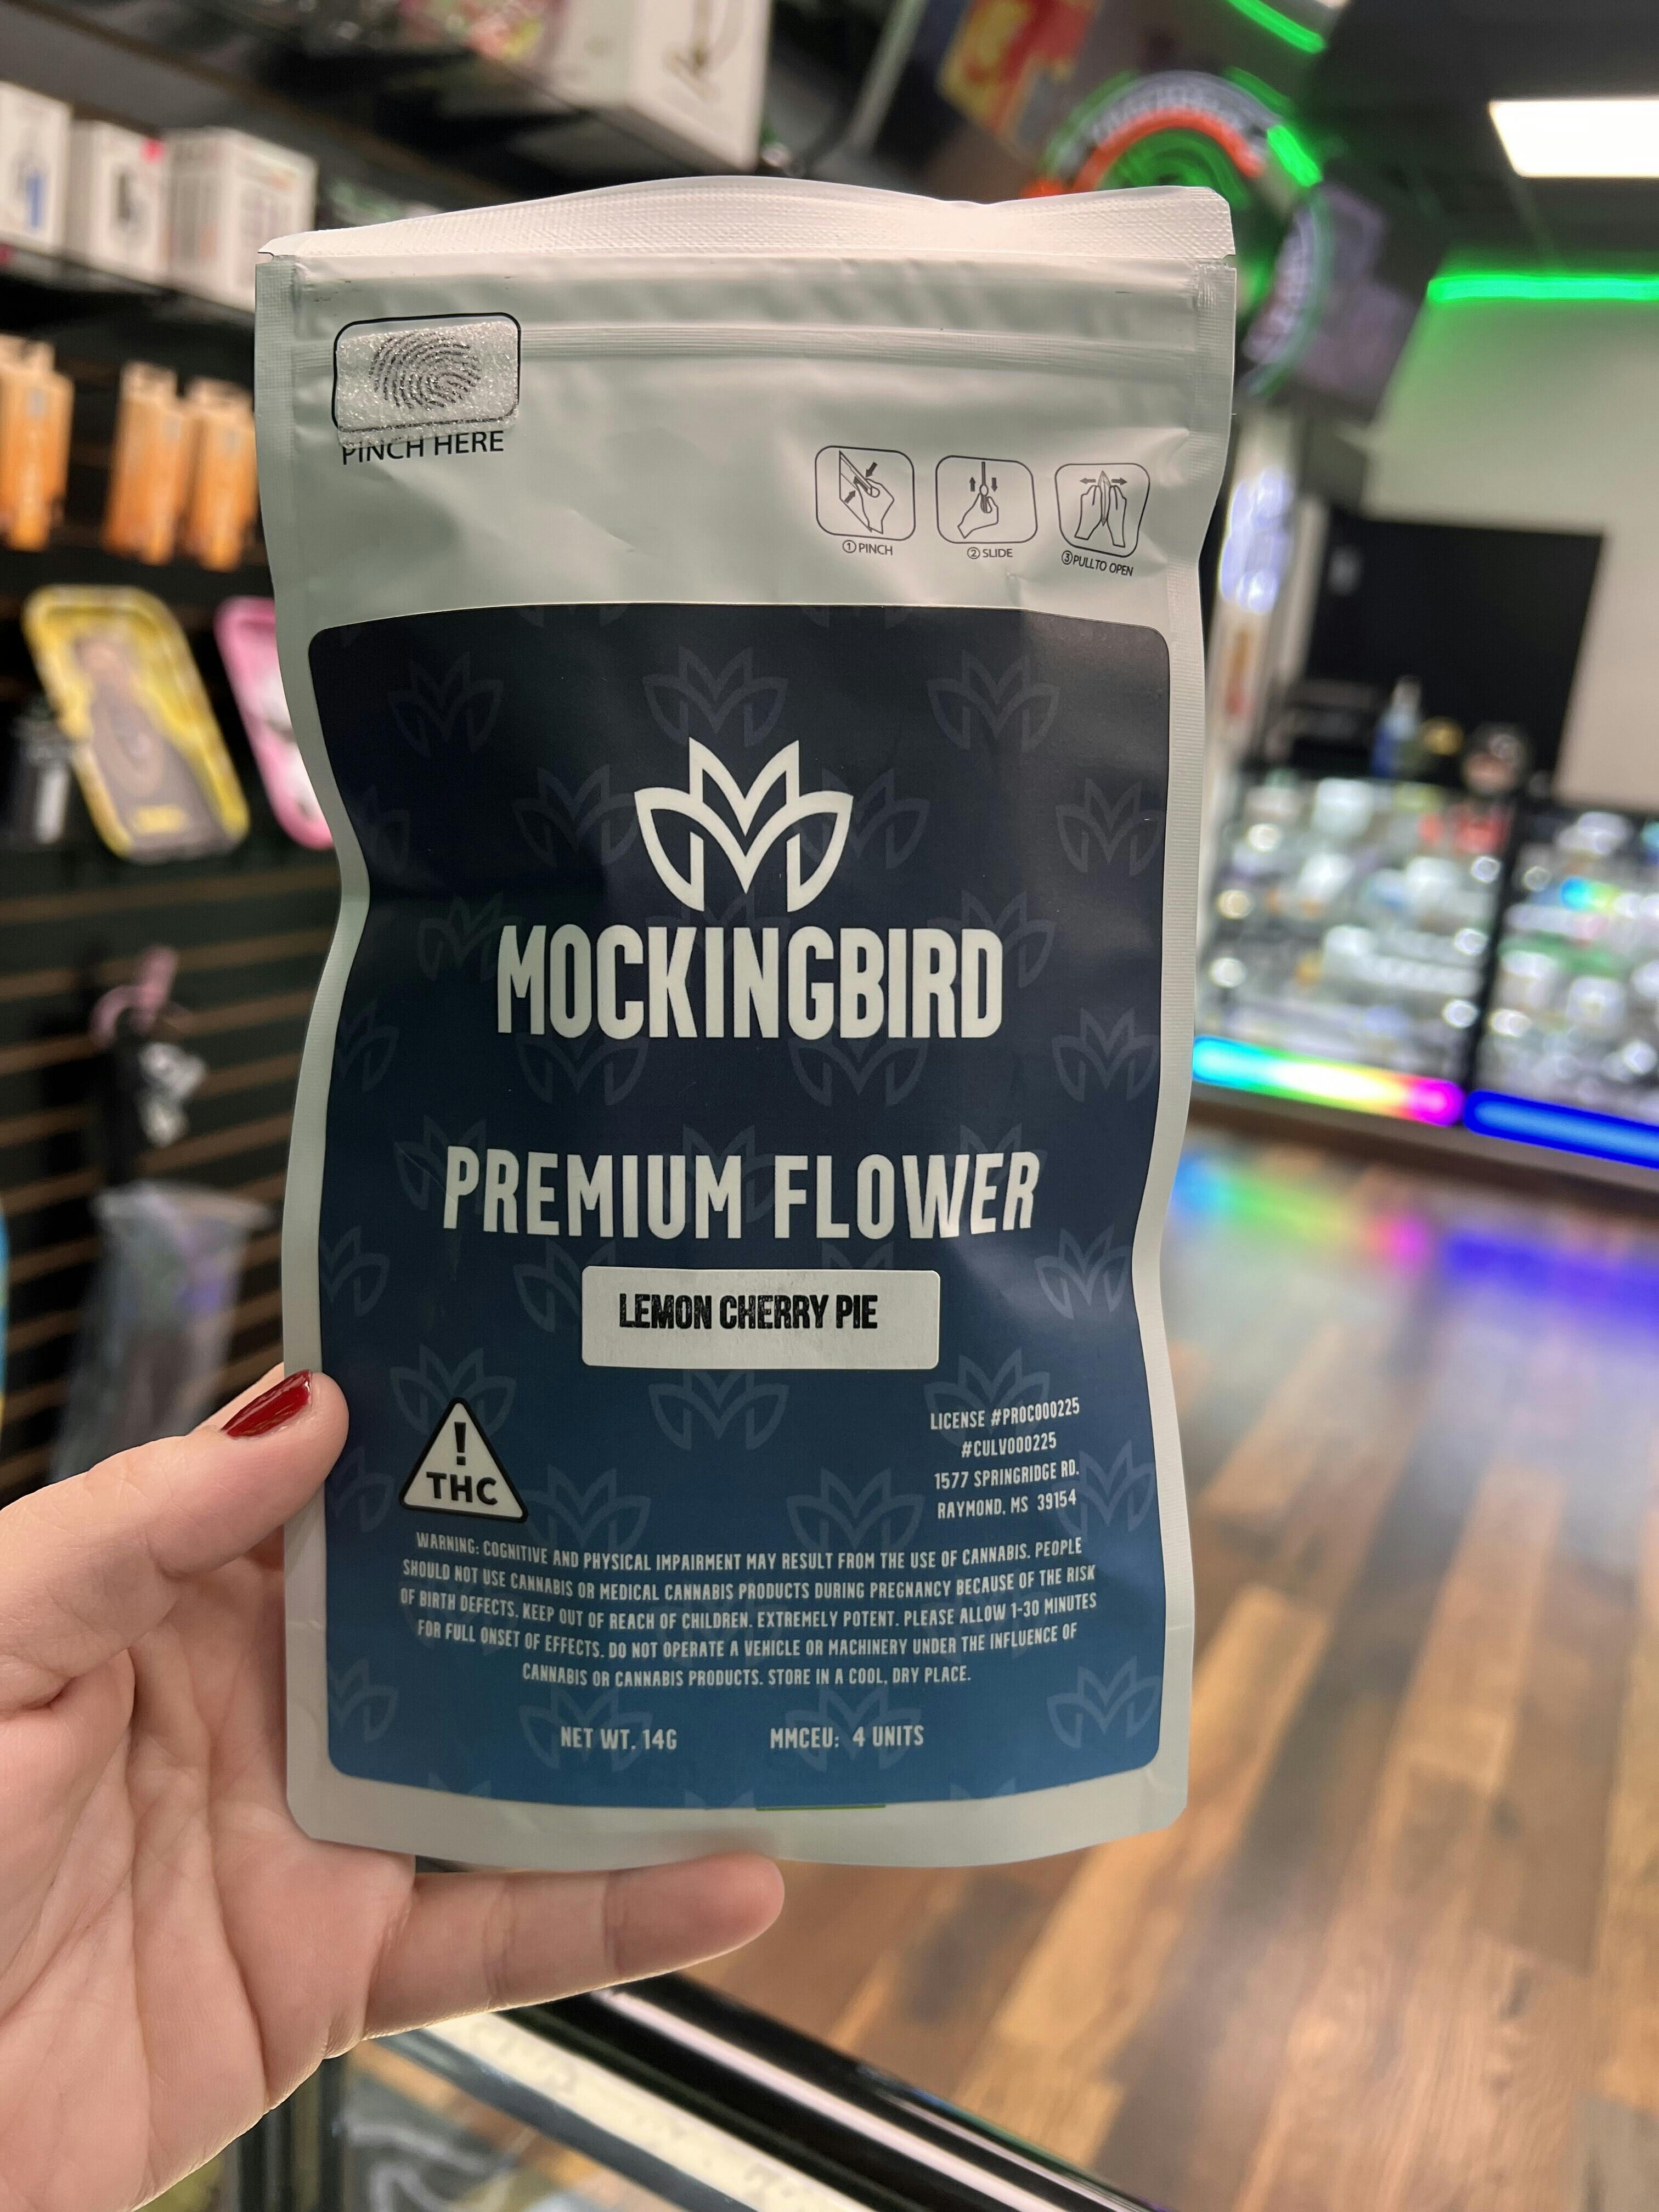 PINCH HERE
①PINCH
②SLIDE
③PULL TO OPEN
MOCKINGBIRD
PREMIUM FLOWER
LEMON CHERRY PIE
!
THC
LICENSE #PROC000225
#CULV000225
1577 SPRINGRIDGE RD.
RAYMOND, MS 39154
WARNING: COGNITIVE AND PHYSICAL IMPAIRMENT MAY RESULT FROM THE USE OF CANNABIS. PEOPLE
SHOULD NOT USE CANNABIS OR MEDICAL CANNABIS PRODUCTS DURING PREGNANCY BECAUSE OF THE RISK
OF BIRTH DEFECTS. KEEP OUT OF REACH OF CHILDREN. EXTREMELY POTENT. PLEASE ALLOW 1-30 MINUTES
FOR FULL ONSET OF EFFECTS. DO NOT OPERATE A VEHICLE OR MACHINERY UNDER THE INFLUENCE OF
CANNABIS OR CANNABIS PRODUCTS. STORE IN A COOL, DRY PLACE.
NET WT. 14G MMCEU: 4 UNITS